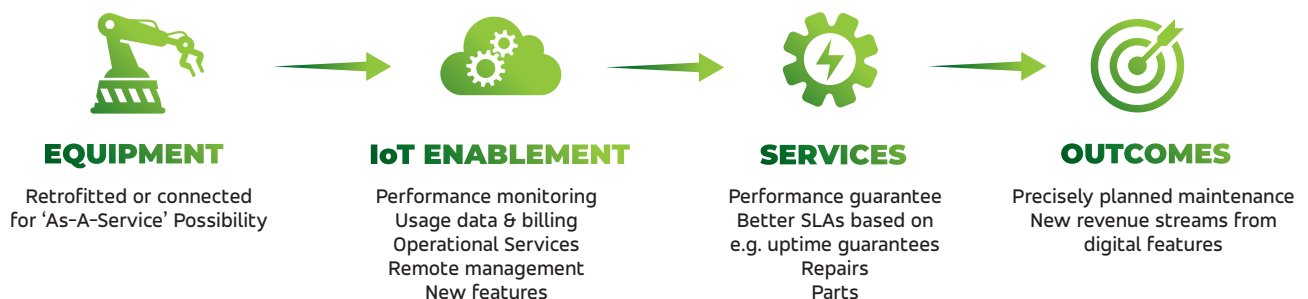 EQUIPMENT
Retrofitted or connected
for ‘As-A-Service’ Possibility
IoT ENABLEMENT
Performance monitoring
Usage data & billing
Operational Services
Remote management
New features
SERVICES
Performance guarantee
Better SLAs based on
e.g. uptime guarantees
Repairs
Parts
OUTCOMES
Precisely planned maintenance
New revenue streams from
digital features